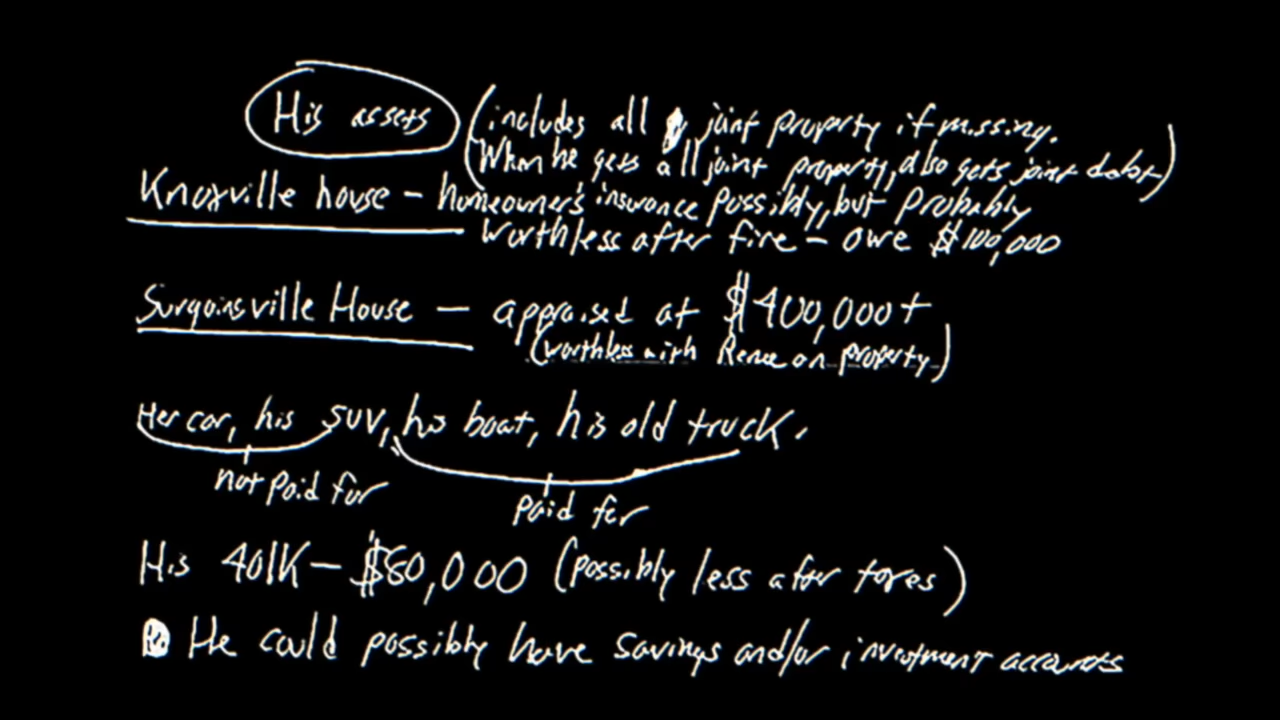 His assets (includes all joint property if missing.
When he gets all joint property, also gets joint debt)
Knoxville house – homeowner's insurance possibly, but probably
worthless after fire – owe $100,000
Surgoinsville House – appraised at $400,000+
(worthless with Renee on property)
Her car, his SUV, his boat, his old truck.
not paid for
paid for
His 401K – $60,000 (possibly less after taxes)
He could possibly have savings and/or investment accounts